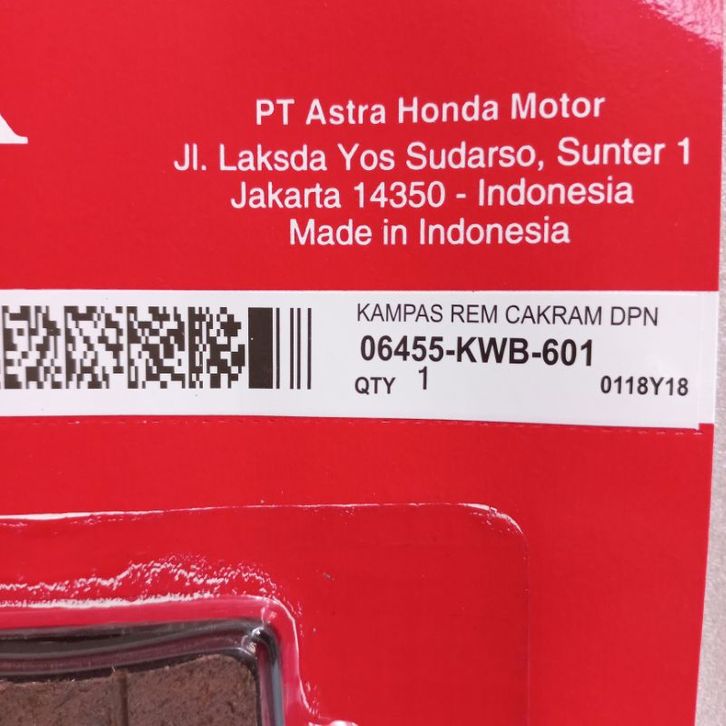 PT Astra Honda Motor
Jl. Laksda Yos Sudarso, Sunter 1
Jakarta 14350 - Indonesia
Made in Indonesia
KAMPAS REM CAKRAM DPN
06455-KWB-601
QTY 1 0118Y18